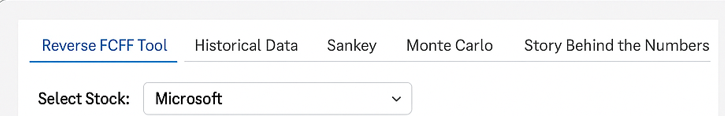 Reverse FCFF Tool Historical Data Sankey Monte Carlo Story Behind the Numbers
Select Stock: Microsoft